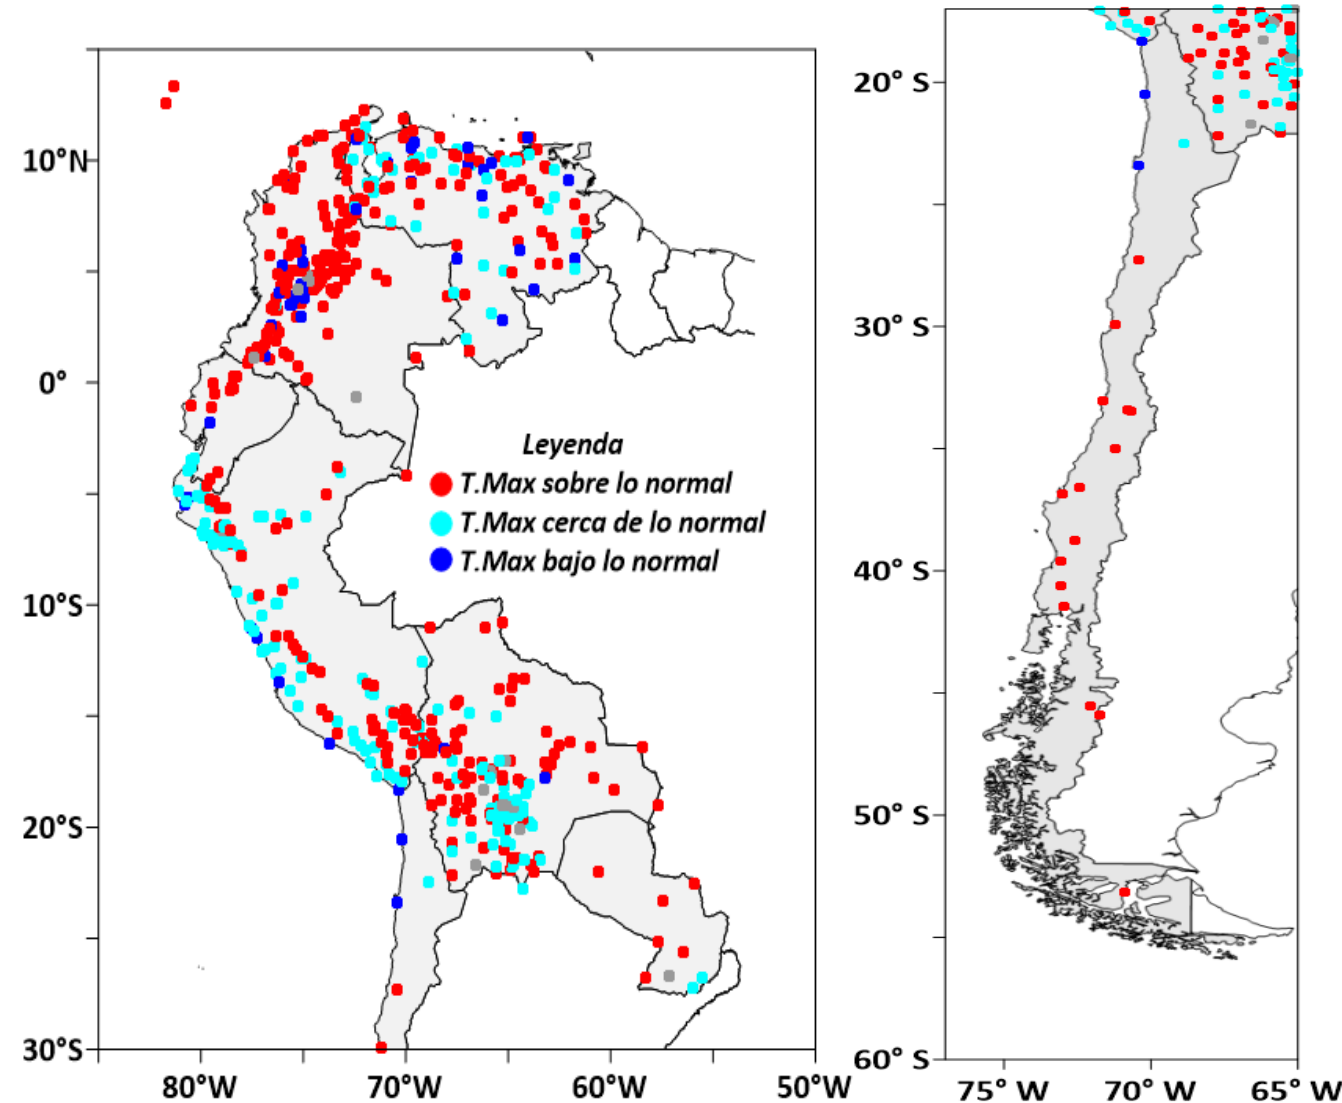 10°N
0°
10°S
20°S
30°S
80°W
70°W
60°W
50°W
Leyenda
T.Max sobre lo normal
T.Max cerca de lo normal
T.Max bajo lo normal
20° S
30° S
40° S
50° S
60° S
75° W
70° W
65° W